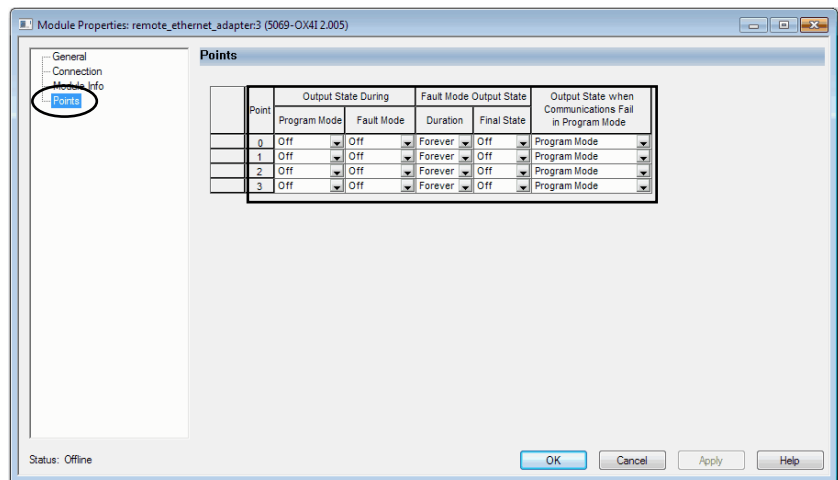 Module Properties: remote_ethernet_adapter:3 (5069-OX4I 2.005)
General
Connection
Module Info
Points
Points
Point
Output State During
Fault Mode Output State
Output State when
Communications Fail
in Program Mode
Program Mode
Fault Mode
Duration
Final State
0 Off Off Forever Off Program Mode
1 Off Off Forever Off Program Mode
2 Off Off Forever Off Program Mode
3 Off Off Forever Off Program Mode
Status: Offline
OK
Cancel
Apply
Help